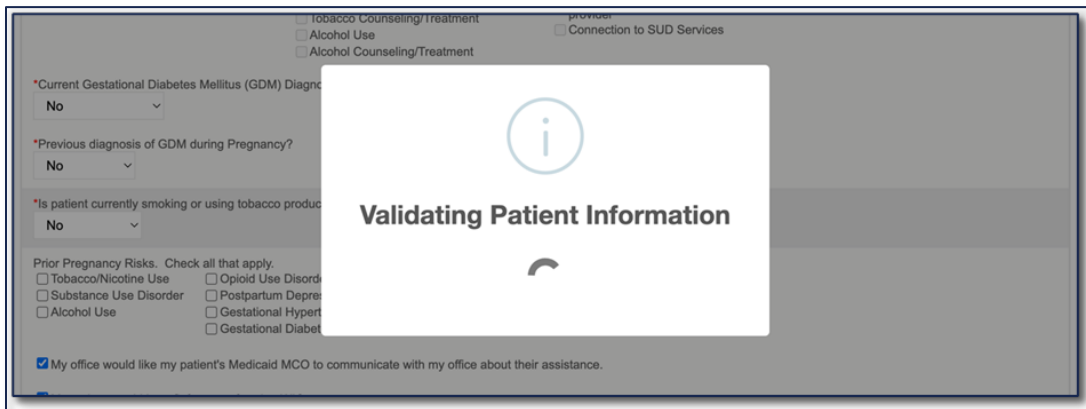 Tobacco Counseling/Treatment
provider
Alcohol Use
Connection to SUD Services
Alcohol Counseling/Treatment
*Current Gestational Diabetes Mellitus (GDM) Diagno
No
*Previous diagnosis of GDM during Pregnancy?
No
*Is patient currently smoking or using tobacco produc
No
Validating Patient Information
Prior Pregnancy Risks. Check all that apply.
Tobacco/Nicotine Use Opioid Use Disorde
Substance Use Disorder Postpartum Depres
Alcohol Use Gestational Hypert
Gestational Diabet
My office would like my patient's Medicaid MCO to communicate with my office about their assistance.